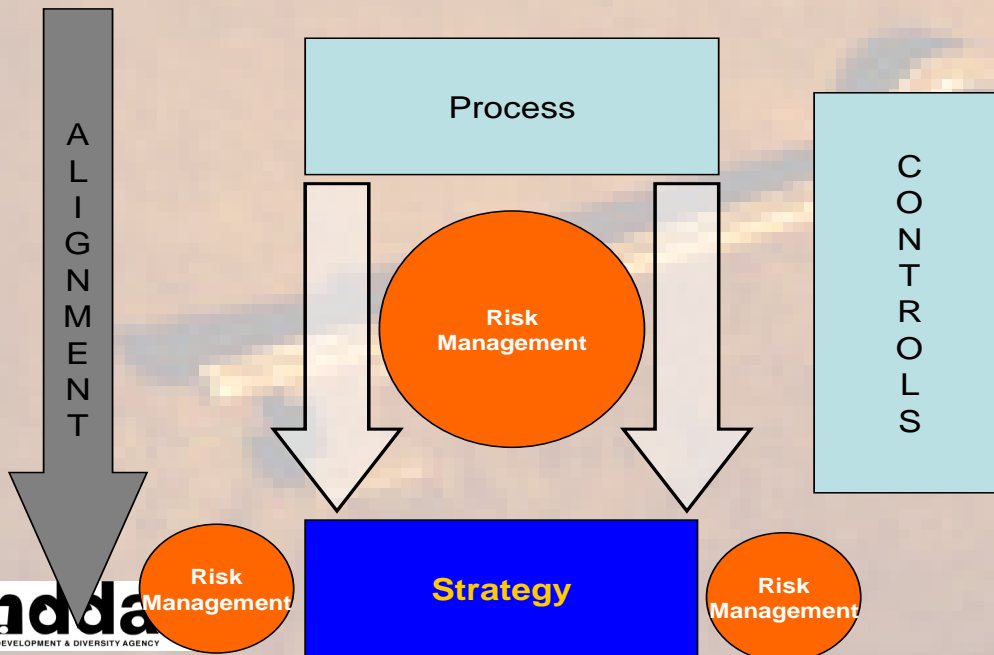 ALIGNMENT
Process
CONTROLS
Risk
Management
Risk
Management
Strategy
Risk
Management
DEVELOPMENT & DIVERSITY AGENCY